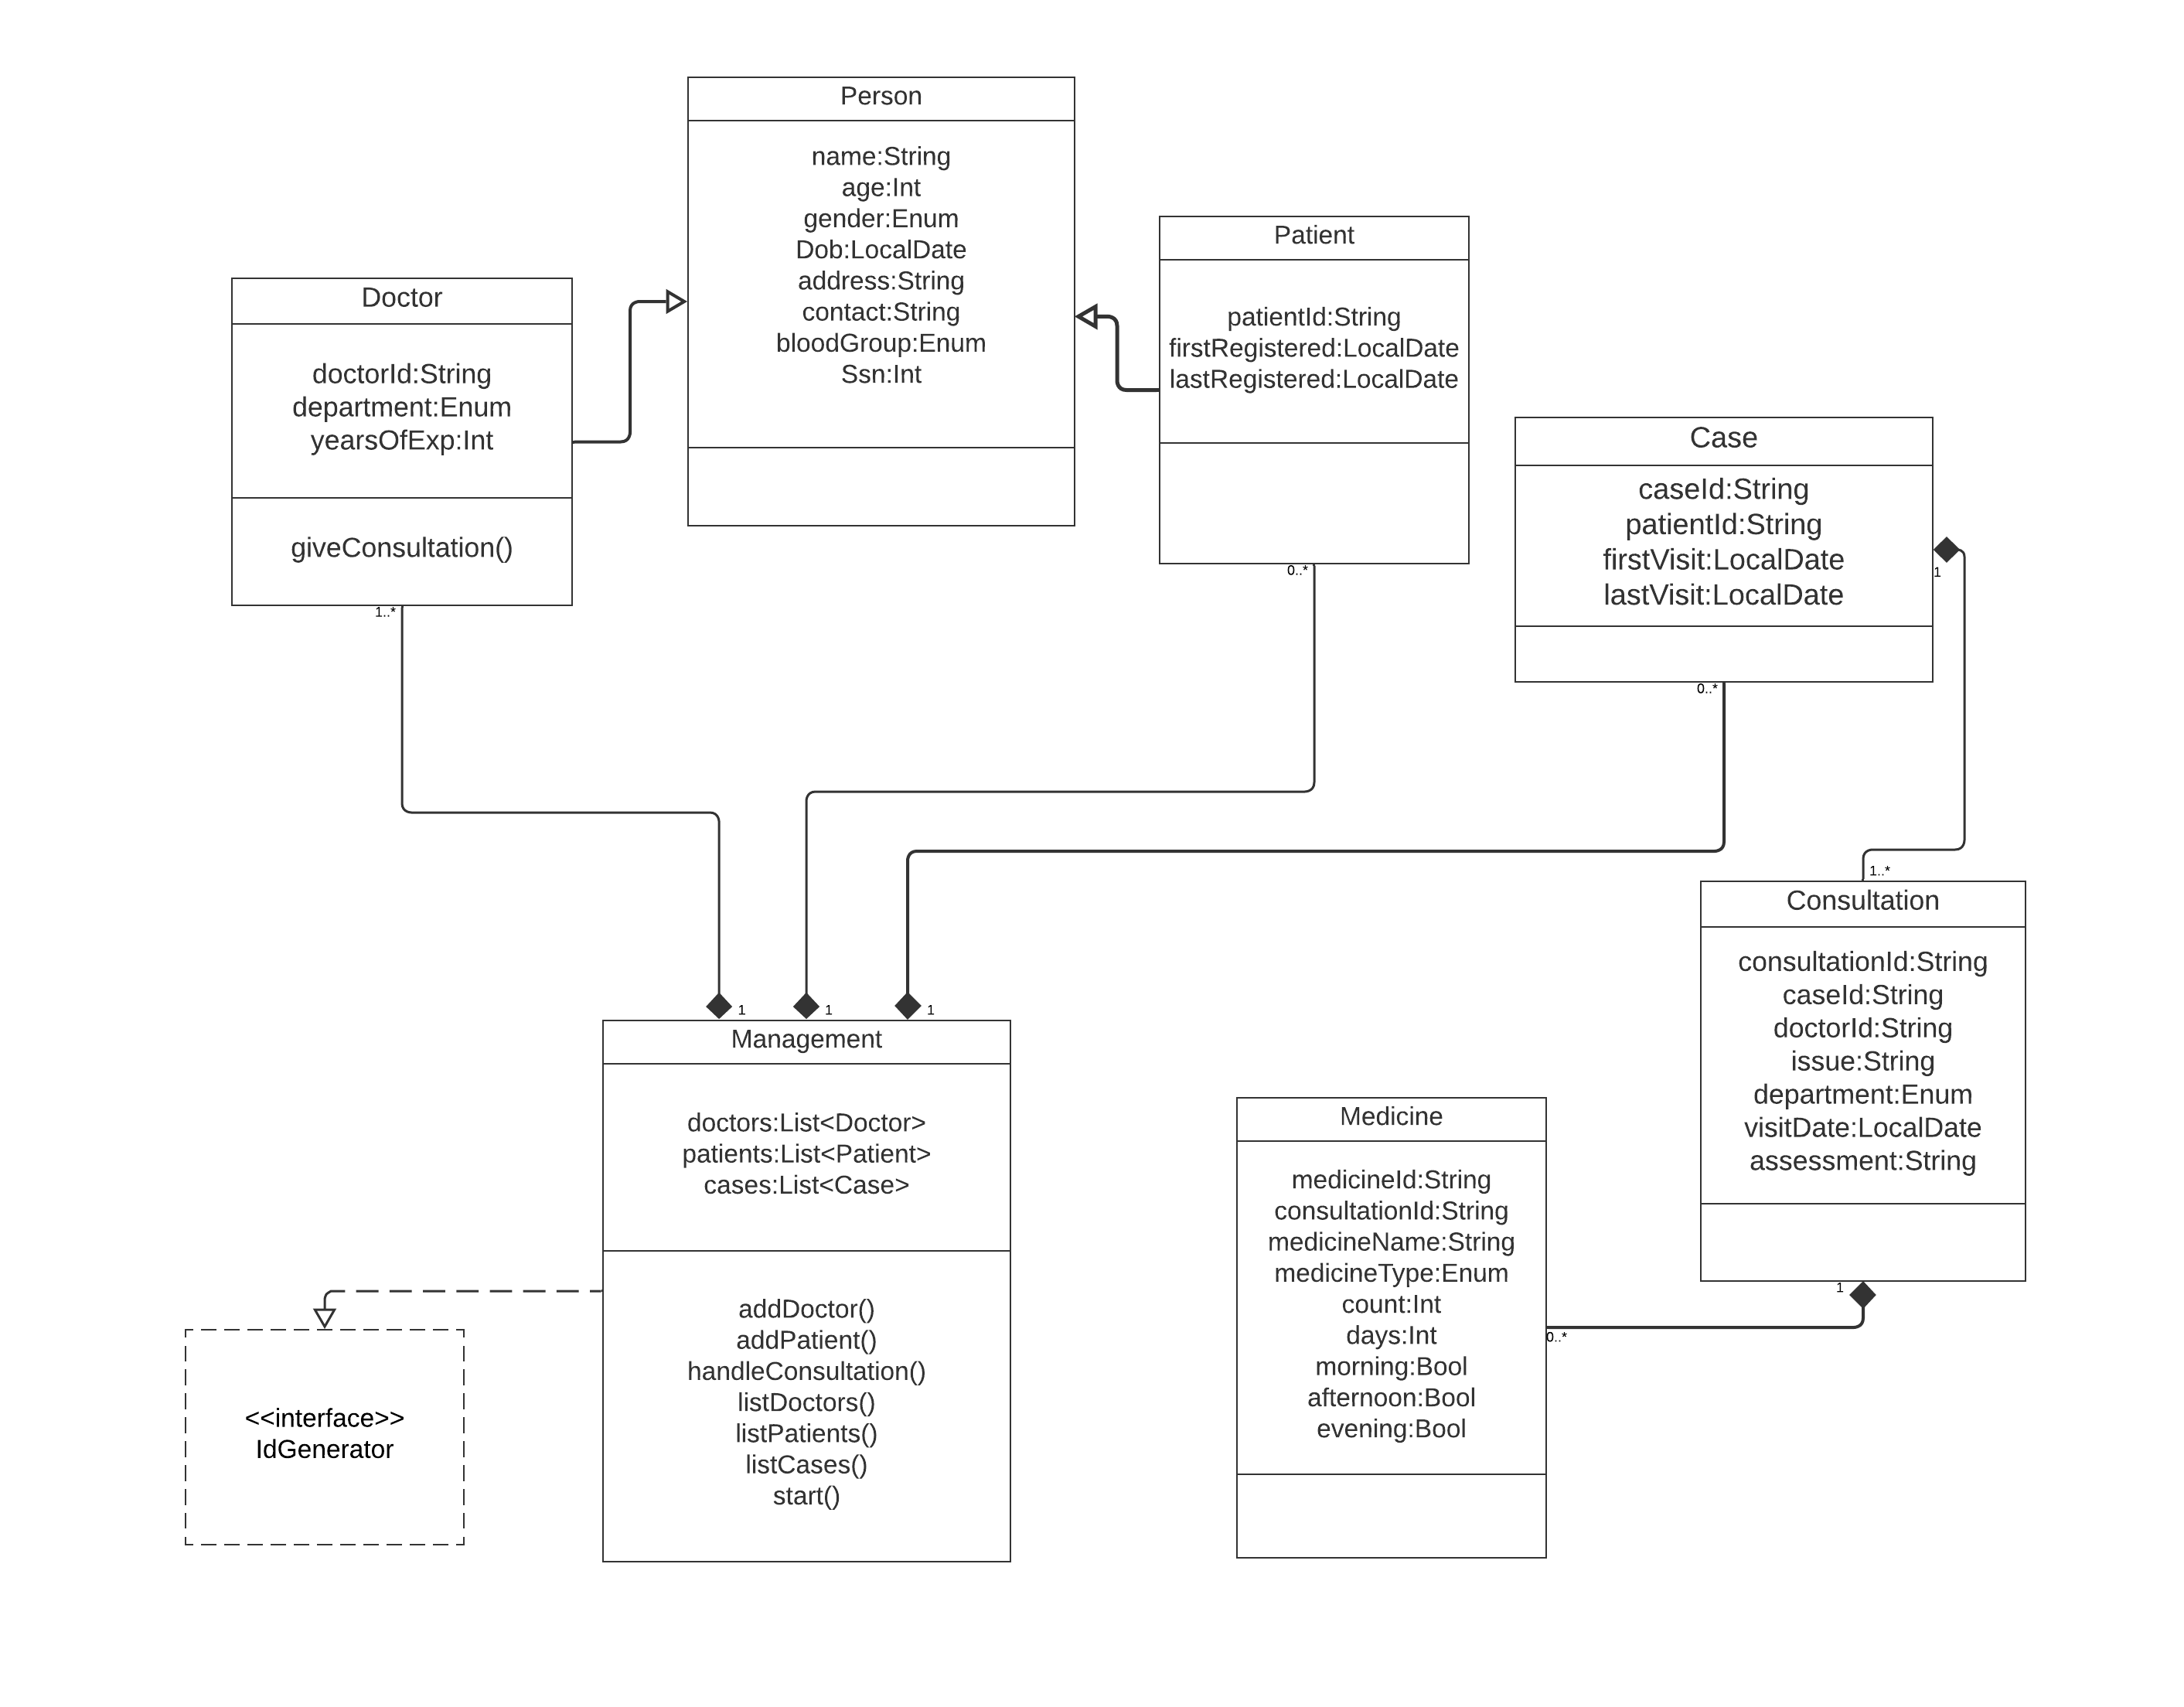 Person
name:String
age:Int
gender:Enum
Dob:LocalDate
address:String
contact:String
bloodGroup:Enum
Ssn:Int
Patient
patientId:String
firstRegistered:LocalDate
lastRegistered:LocalDate
0..*
Doctor
doctorId:String
department:Enum
yearsOfExp:Int
giveConsultation()
1..*
Case
caseId:String
patientId:String
firstVisit:LocalDate
lastVisit:LocalDate
1
0..*
1..*
Consultation
consultationId:String
caseId:String
doctorId:String
issue:String
department:Enum
visitDate:LocalDate
assessment:String
1
1
1
1
Management
doctors:List<Doctor>
patients:List<Patient>
cases:List<Case>
addDoctor()
addPatient()
handleConsultation()
listDoctors()
listPatients()
listCases()
start()
Medicine
medicineId:String
consultationId:String
medicineName:String
medicineType:Enum
count:Int
days:Int
morning:Bool
afternoon:Bool
evening:Bool
0..*
<<interface>>
IdGenerator